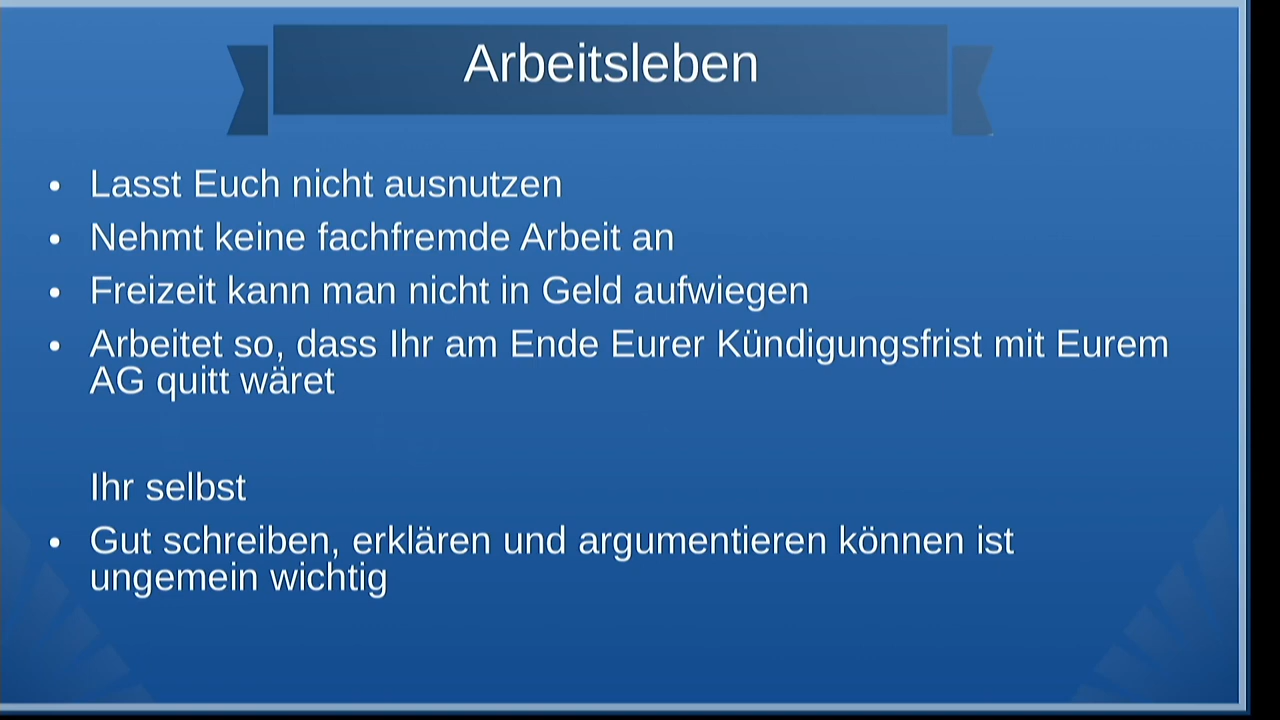 Arbeitsleben
• Lasst Euch nicht ausnutzen
• Nehmt keine fachfremde Arbeit an
• Freizeit kann man nicht in Geld aufwiegen
• Arbeitet so, dass Ihr am Ende Eurer Kündigungsfrist mit Eurem
AG quitt wäret
Ihr selbst
• Gut schreiben, erklären und argumentieren können ist
ungemein wichtig